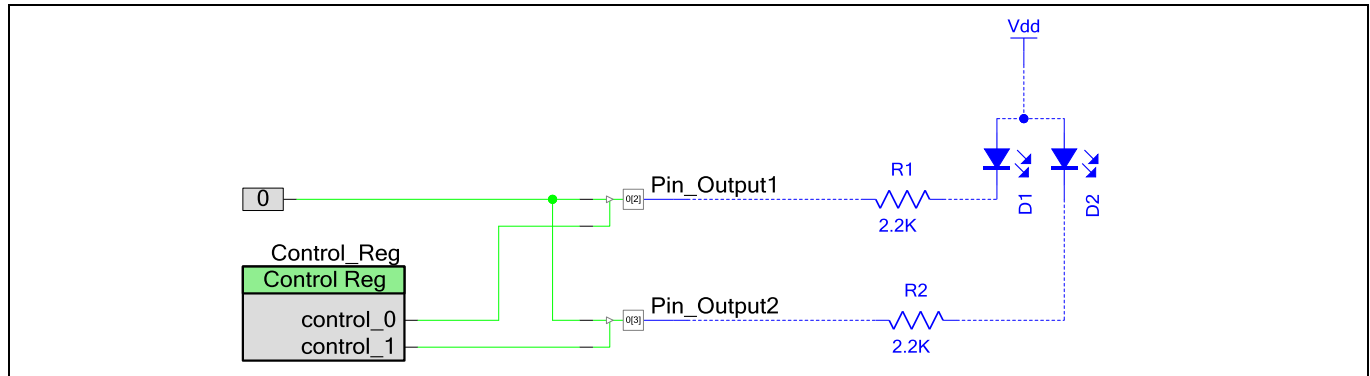 Vdd
R1
2.2K
D1
D2
0
0[2]
Pin_Output1
Control_Reg
Control Reg
control_0
control_1
0[3]
Pin_Output2
R2
2.2K